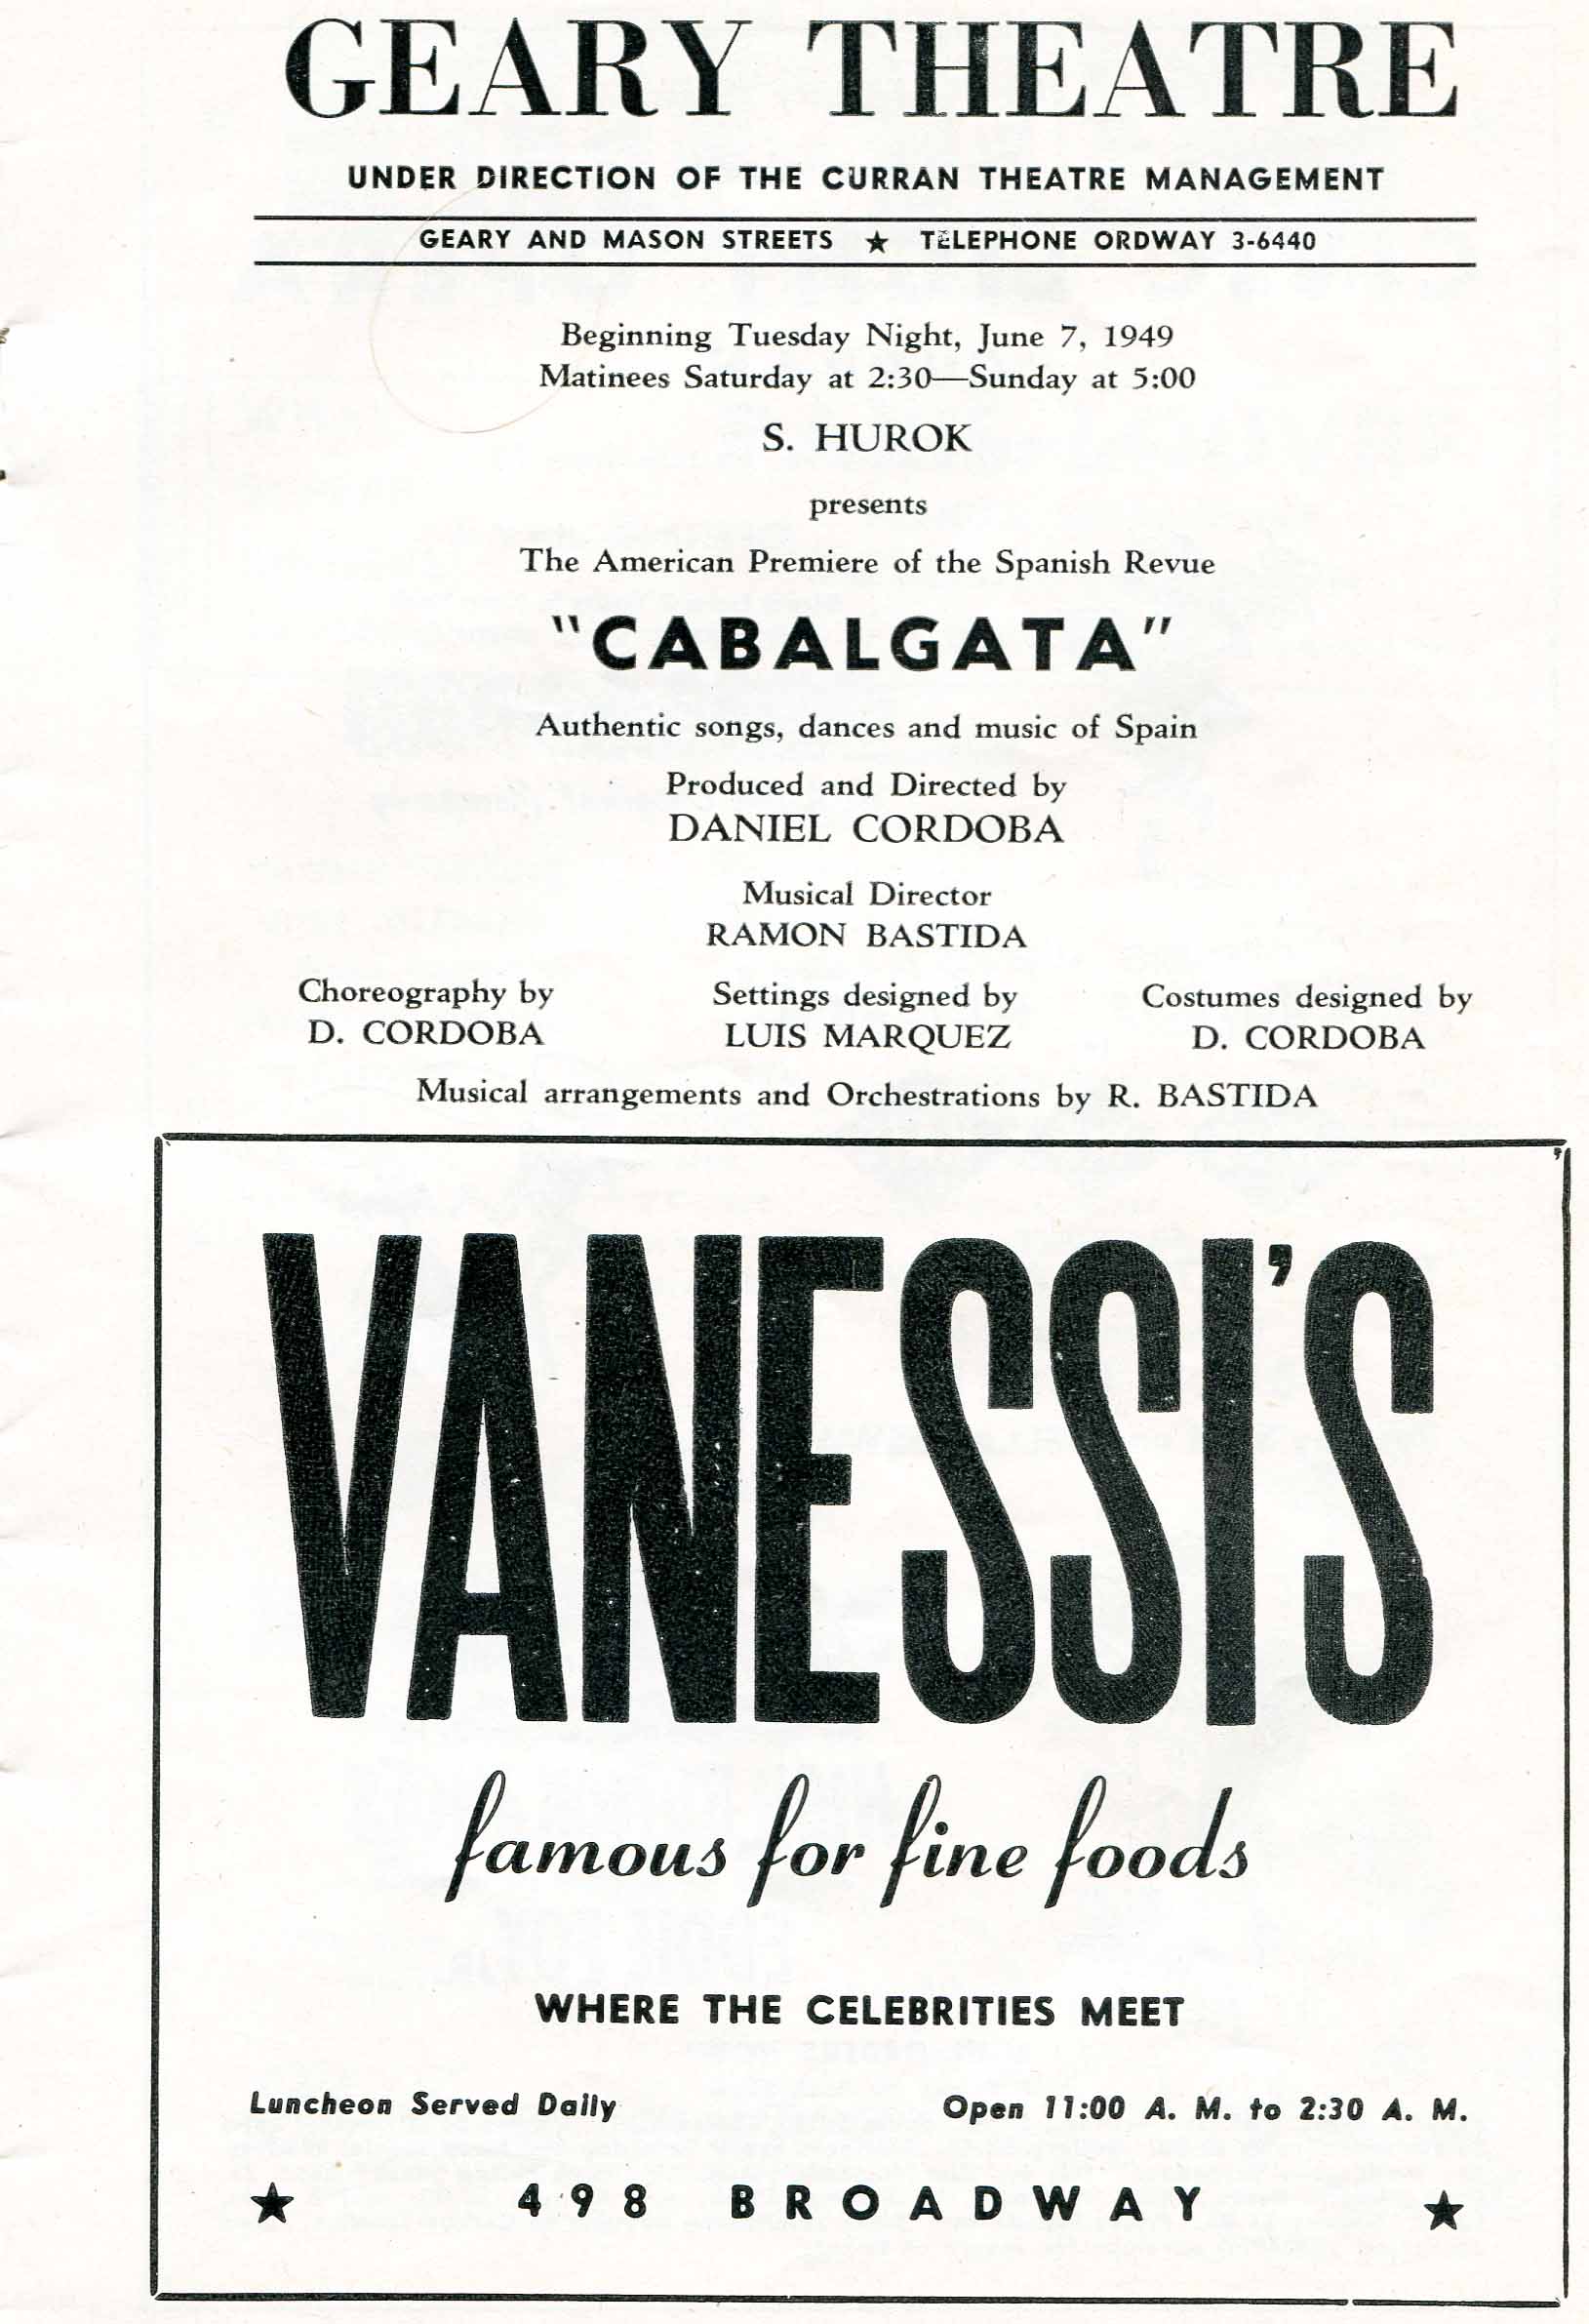 GEARY THEATRE
UNDER DIRECTION OF THE CURRAN THEATRE MANAGEMENT
GEARY AND MASON STREETS ★ TELEPHONE ORDWAY 3-6440
Beginning Tuesday Night, June 7, 1949
Matinees Saturday at 2:30—Sunday at 5:00
S. HUROK
presents
The American Premiere of the Spanish Revue
"CABALGATA"
Authentic songs, dances and music of Spain
Produced and Directed by
DANIEL CORDOBA
Musical Director
RAMON BASTIDA
Choreography by
D. CORDOBA
Settings designed by
LUIS MARQUEZ
Costumes designed by
D. CORDOBA
Musical arrangements and Orchestrations by R. BASTIDA
VANESSI'S
famous for fine foods
WHERE THE CELEBRITIES MEET
Luncheon Served Daily
Open 11:00 A. M. to 2:30 A. M.
★ 498 BROADWAY ★